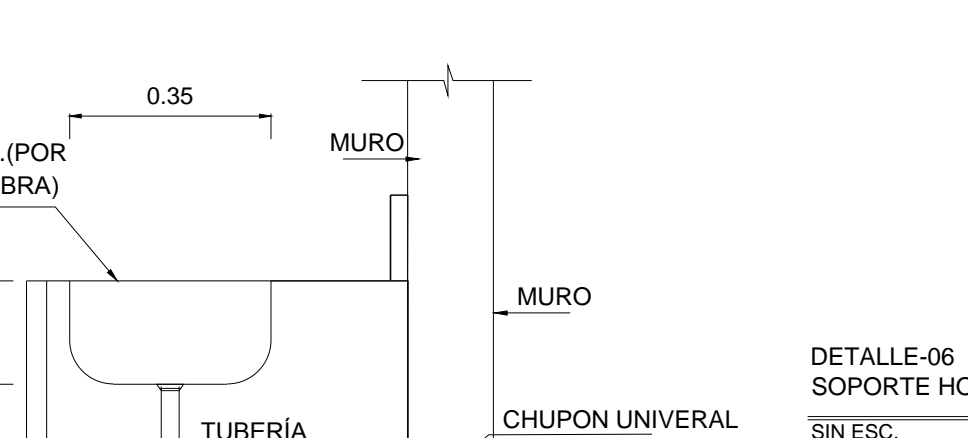 0.35
MURO
.(POR
BRA)
MURO
DETALLE-06
SOPORTE HO
CHUPON UNIVERAL
TUBERÍA
SIN ESC.